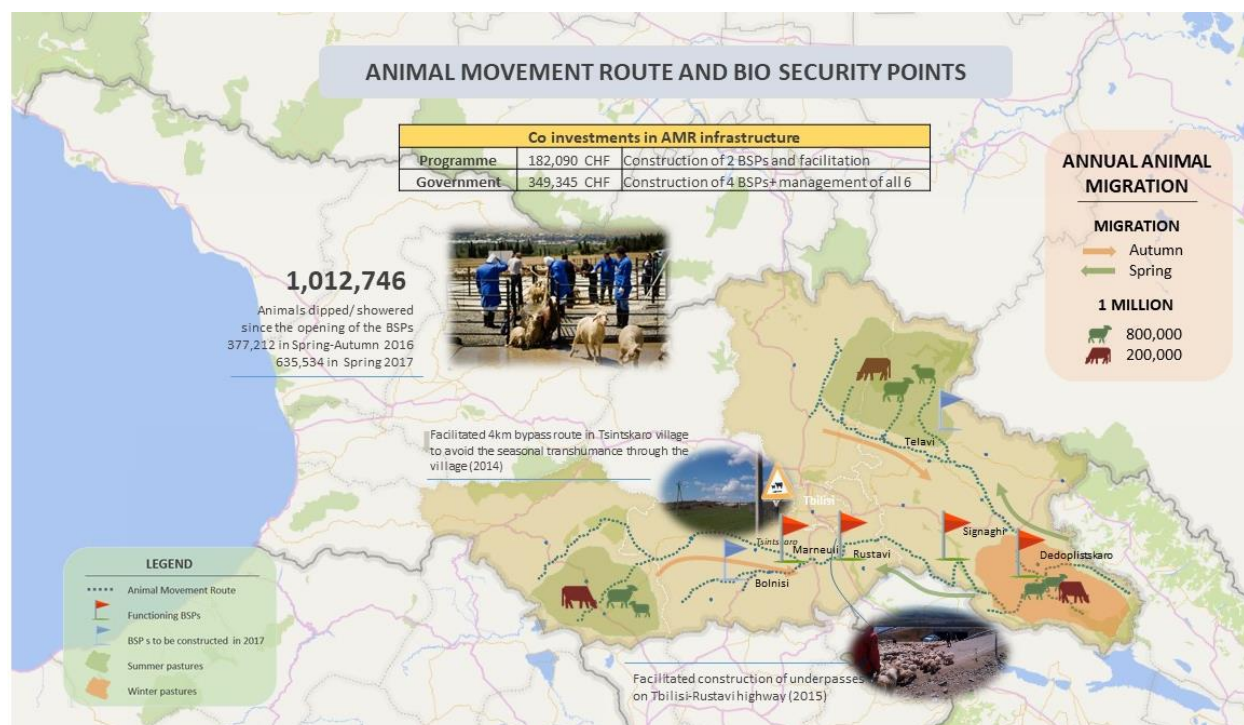 ANIMAL MOVEMENT ROUTE AND BIO SECURITY POINTS
Co investments in AMR infrastructure
Programme 182,090 CHF Construction of 2 BSPs and facilitation
Government 349,345 CHF Construction of 4 BSPs+ management of all 6
ANNUAL ANIMAL
MIGRATION
MIGRATION
Autumn
Spring
1 MILLION
800,000
200,000
1,012,746
Animals dipped/ showered
since the opening of the BSPs
377,212 in Spring-Autumn 2016
635,534 in Spring 2017
Facilitated 4km bypass route in Tsintskaro village
to avoid the seasonal transhumance through the
village (2014)
Telavi
Tbilisi
Tsintskaro
Marneuli
Rustavi
Signaghi
Dedoplistskaro
Bolnisi
LEGEND
Animal Movement Route
Functioning BSPs
BSP s to be constructed in 2017
Summer pastures
Winter pastures
Facilitated construction of underpasses
on Tbilisi-Rustavi highway (2015)